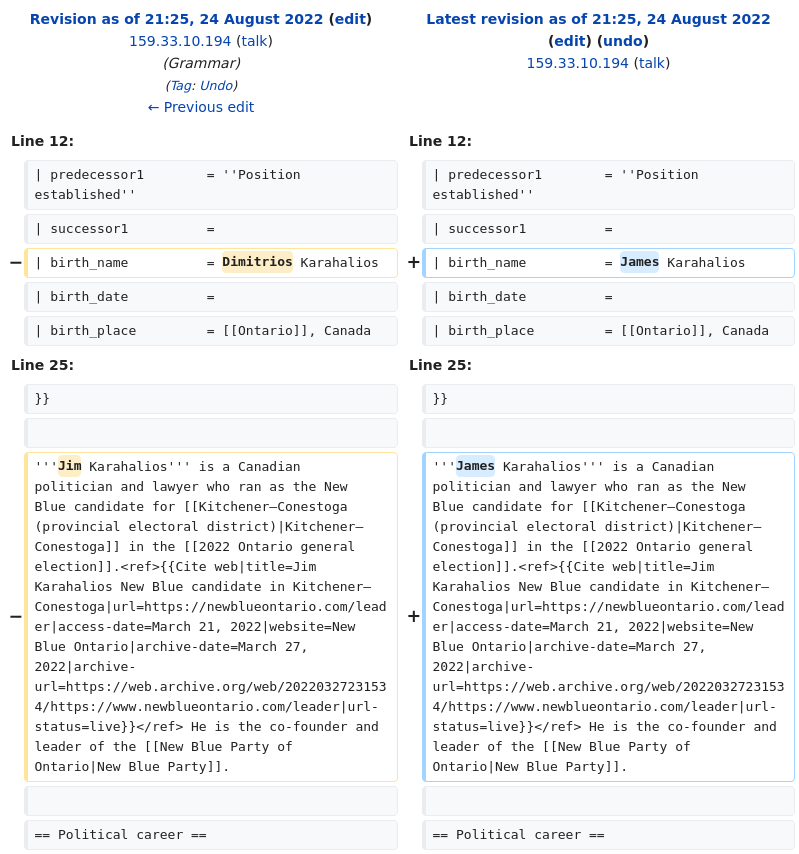 Revision as of 21:25, 24 August 2022 (edit)
159.33.10.194 (talk)
(Grammar)
(Tag: Undo)
← Previous edit
Latest revision as of 21:25, 24 August 2022
(edit) (undo)
159.33.10.194 (talk)
Line 12:
Line 12:
| predecessor1        = ''Position
established''
| predecessor1        = ''Position
established''
| successor1          =
| successor1          =
− | birth_name          = Dimitrios Karahalios
+ | birth_name          = James Karahalios
| birth_date          =
| birth_date          =
| birth_place         = [[Ontario]], Canada
| birth_place         = [[Ontario]], Canada
Line 25:
Line 25:
}}
}}
−
'''Jim Karahalios''' is a Canadian
politician and lawyer who ran as the New
Blue candidate for [[Kitchener—Conestoga
(provincial electoral district)|Kitchener—
Conestoga]] in the [[2022 Ontario general
election]].<ref>{{Cite web|title=Jim
Karahalios New Blue candidate in Kitchener—
Conestoga|url=https://newblueontario.com/lead
er|access-date=March 21, 2022|website=New
Blue Ontario|archive-date=March 27,
2022|archive-
url=https://web.archive.org/web/2022032723153
4/https://www.newblueontario.com/leader|url-
status=live}}</ref> He is the co-founder and
leader of the [[New Blue Party of
Ontario|New Blue Party]].
+
'''James Karahalios''' is a Canadian
politician and lawyer who ran as the New
Blue candidate for [[Kitchener—Conestoga
(provincial electoral district)|Kitchener—
Conestoga]] in the [[2022 Ontario general
election]].<ref>{{Cite web|title=Jim
Karahalios New Blue candidate in Kitchener—
Conestoga|url=https://newblueontario.com/lead
er|access-date=March 21, 2022|website=New
Blue Ontario|archive-date=March 27,
2022|archive-
url=https://web.archive.org/web/2022032723153
4/https://www.newblueontario.com/leader|url-
status=live}}</ref> He is the co-founder and
leader of the [[New Blue Party of
Ontario|New Blue Party]].
== Political career ==
== Political career ==